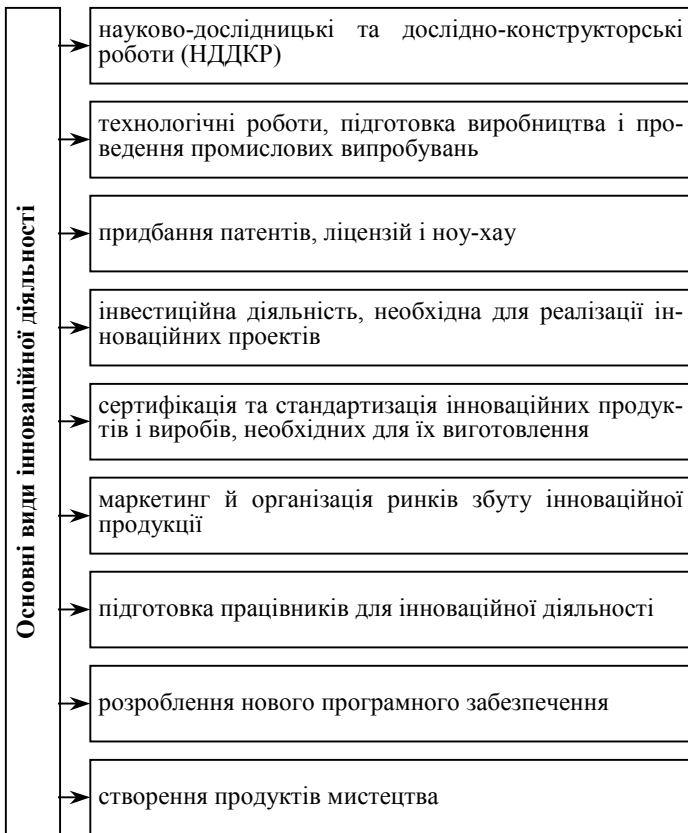 Основні види інноваційної діяльності
науково-дослідницькі та дослідно-конструкторські
роботи (НДДКР)
технологічні роботи, підготовка виробництва і про-
ведення промислових випробувань
придбання патентів, ліцензій і ноу-хау
інвестиційна діяльність, необхідна для реалізації ін-
новаційних проектів
сертифікація та стандартизація інноваційних продук-
тів і виробів, необхідних для їх виготовлення
маркетинг й організація ринків збуту інноваційної
продукції
підготовка працівників для інноваційної діяльності
розроблення нового програмного забезпечення
створення продуктів мистецтва